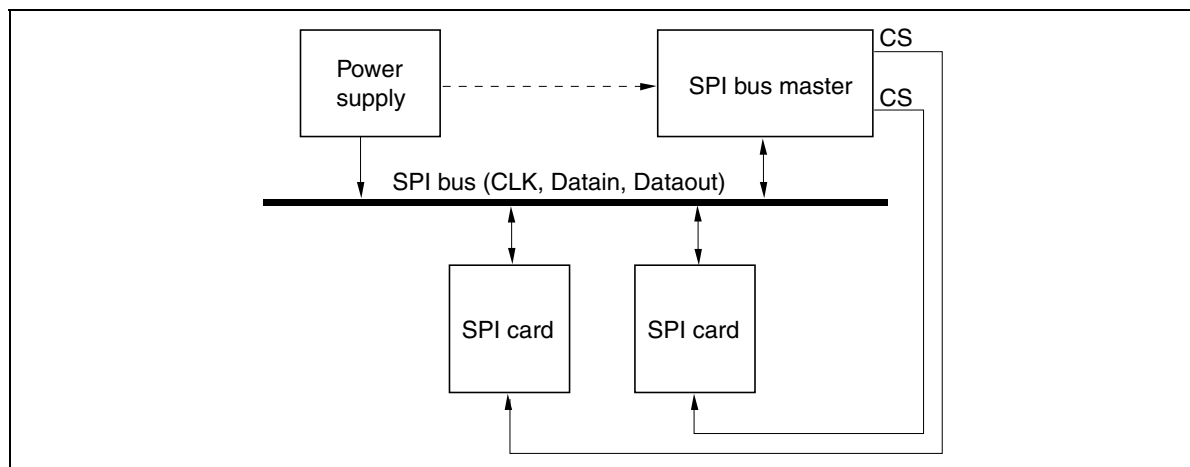 Power
supply
SPI bus master
CS
CS
SPI bus (CLK, Datain, Dataout)
SPI card
SPI card